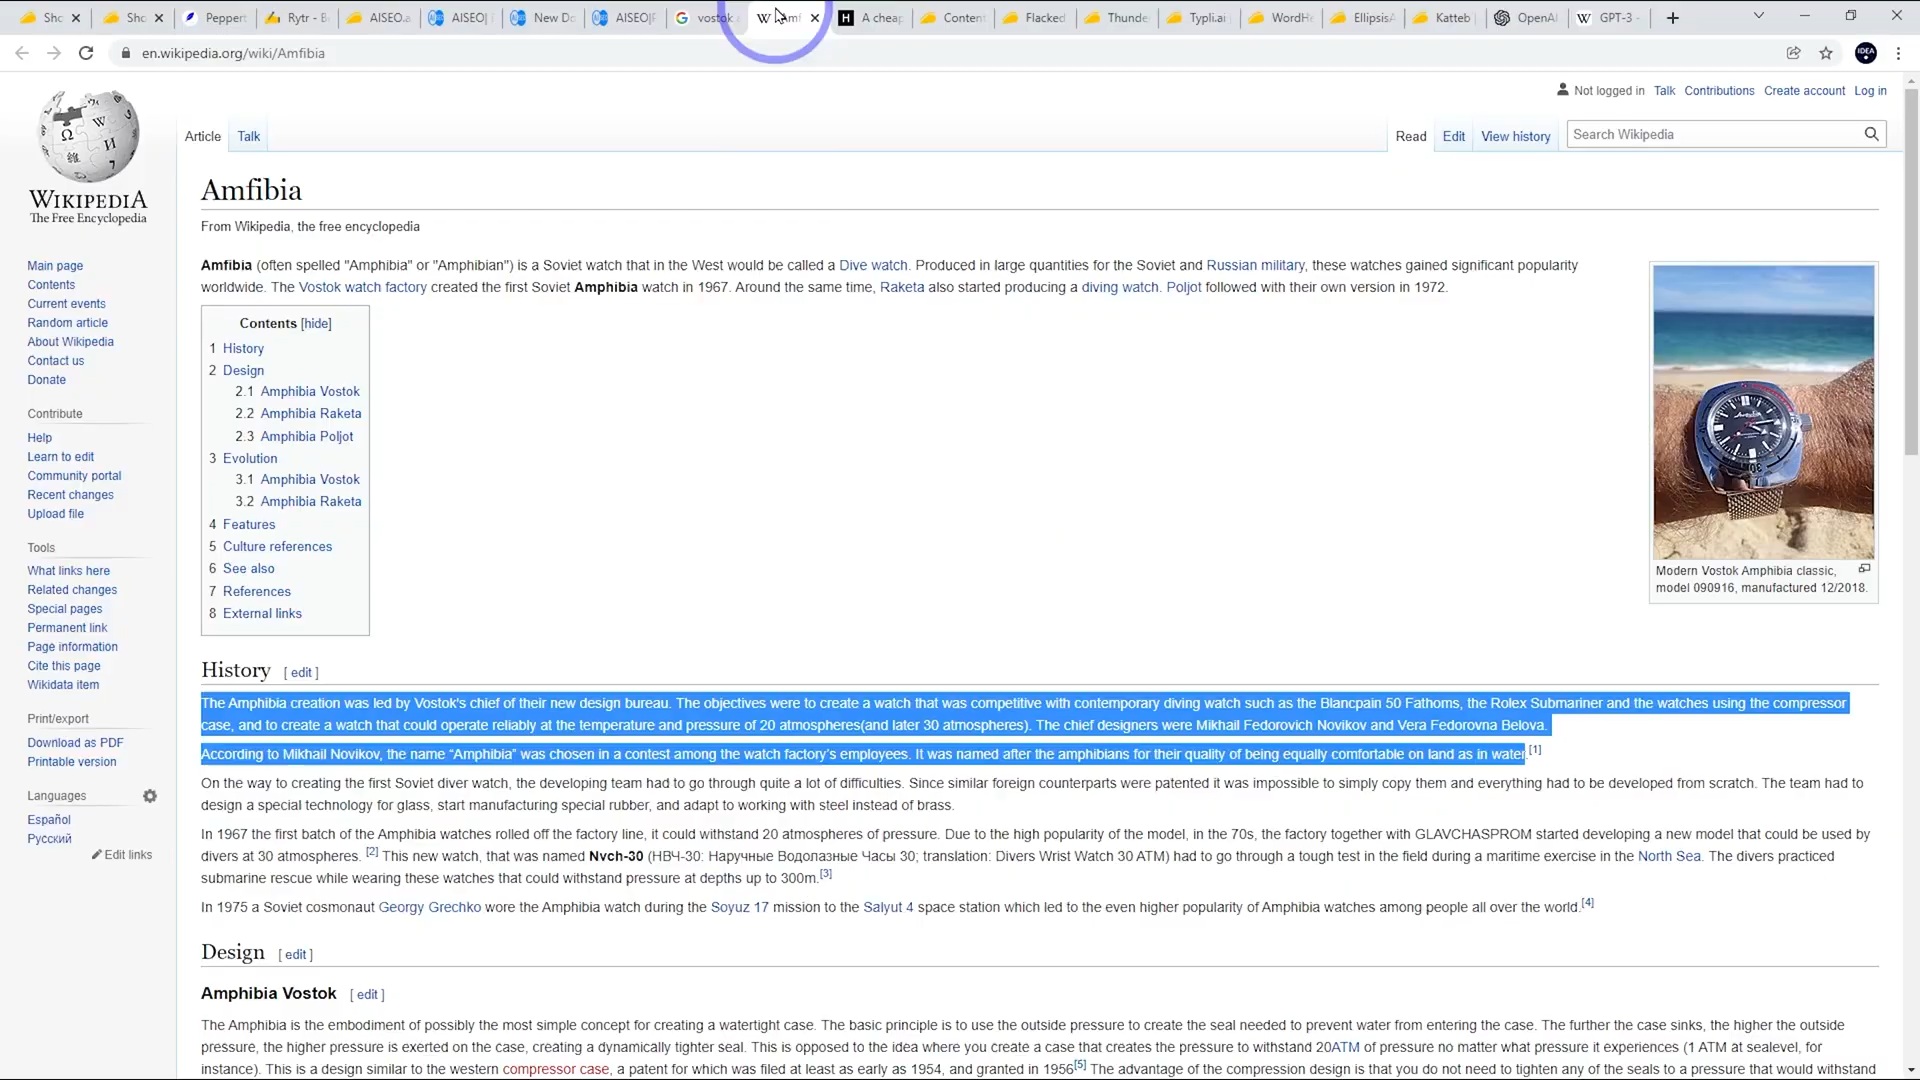 Sho
Sho
Peppert
Rytr - B
AISEO.a
AISEO|
New Do
AISEO|F
vostok
Amf
A cheap
Content
Flacked
Thunde
Typli.ai
WordHe
EllipsisA
Katteb
OpenAI
GPT-3 -
en.wikipedia.org/wiki/Amfibia
IDEA
Not logged in Talk Contributions Create account Log in
Article Talk
Read Edit View history Search Wikipedia
WIKIPEDIA
The Free Encyclopedia
Main page
Contents
Current events
Random article
About Wikipedia
Contact us
Donate
Contribute
Help
Learn to edit
Community portal
Recent changes
Upload file
Tools
What links here
Related changes
Special pages
Permanent link
Page information
Cite this page
Wikidata item
Print/export
Download as PDF
Printable version
Languages
Español
Русский
Edit links
Amfibia
From Wikipedia, the free encyclopedia
Amfibia (often spelled "Amphibia" or "Amphibian") is a Soviet watch that in the West would be called a Dive watch. Produced in large quantities for the Soviet and Russian military, these watches gained significant popularity
worldwide. The Vostok watch factory created the first Soviet Amphibia watch in 1967. Around the same time, Raketa also started producing a diving watch. Poljot followed with their own version in 1972.
Contents [hide]
1 History
2 Design
2.1 Amphibia Vostok
2.2 Amphibia Raketa
2.3 Amphibia Poljot
3 Evolution
3.1 Amphibia Vostok
3.2 Amphibia Raketa
4 Features
5 Culture references
6 See also
7 References
8 External links
Modern Vostok Amphibia classic,
model 090916, manufactured 12/2018.
History [ edit ]
The Amphibia creation was led by Vostok's chief of their new design bureau. The objectives were to create a watch that was competitive with contemporary diving watch such as the Blancpain 50 Fathoms, the Rolex Submariner and the watches using the compressor
case, and to create a watch that could operate reliably at the temperature and pressure of 20 atmospheres(and later 30 atmospheres). The chief designers were Mikhail Fedorovich Novikov and Vera Fedorovna Belova.
According to Mikhail Novikov, the name “Amphibia” was chosen in a contest among the watch factory’s employees. It was named after the amphibians for their quality of being equally comfortable on land as in water.[1]
On the way to creating the first Soviet diver watch, the developing team had to go through quite a lot of difficulties. Since similar foreign counterparts were patented it was impossible to simply copy them and everything had to be developed from scratch. The team had to
design a special technology for glass, start manufacturing special rubber, and adapt to working with steel instead of brass.
In 1967 the first batch of the Amphibia watches rolled off the factory line, it could withstand 20 atmospheres of pressure. Due to the high popularity of the model, in the 70s, the factory together with GLAVCHASPROM started developing a new model that could be used by
divers at 30 atmospheres. [2] This new watch, that was named Nvch-30 (НВЧ-30: Наручные Водолазные Часы 30; translation: Divers Wrist Watch 30 ATM) had to go through a tough test in the field during a maritime exercise in the North Sea. The divers practiced
submarine rescue while wearing these watches that could withstand pressure at depths up to 300m.[3]
In 1975 a Soviet cosmonaut Georgy Grechko wore the Amphibia watch during the Soyuz 17 mission to the Salyut 4 space station which led to the even higher popularity of Amphibia watches among people all over the world.[4]
Design [ edit ]
Amphibia Vostok [ edit ]
The Amphibia is the embodiment of possibly the most simple concept for creating a watertight case. The basic principle is to use the outside pressure to create the seal needed to prevent water from entering the case. The further the case sinks, the higher the outside
pressure, the higher pressure is exerted on the case, creating a dynamically tighter seal. This is opposed to the idea where you create a case that creates the pressure to withstand 20ATM of pressure no matter what pressure it experiences (1 ATM at sealevel, for
instance). This is a design similar to the western compressor case, a patent for which was filed at least as early as 1954, and granted in 1956[5] The advantage of the compression design is that you do not need to tighten any of the seals to a pressure that would withstand